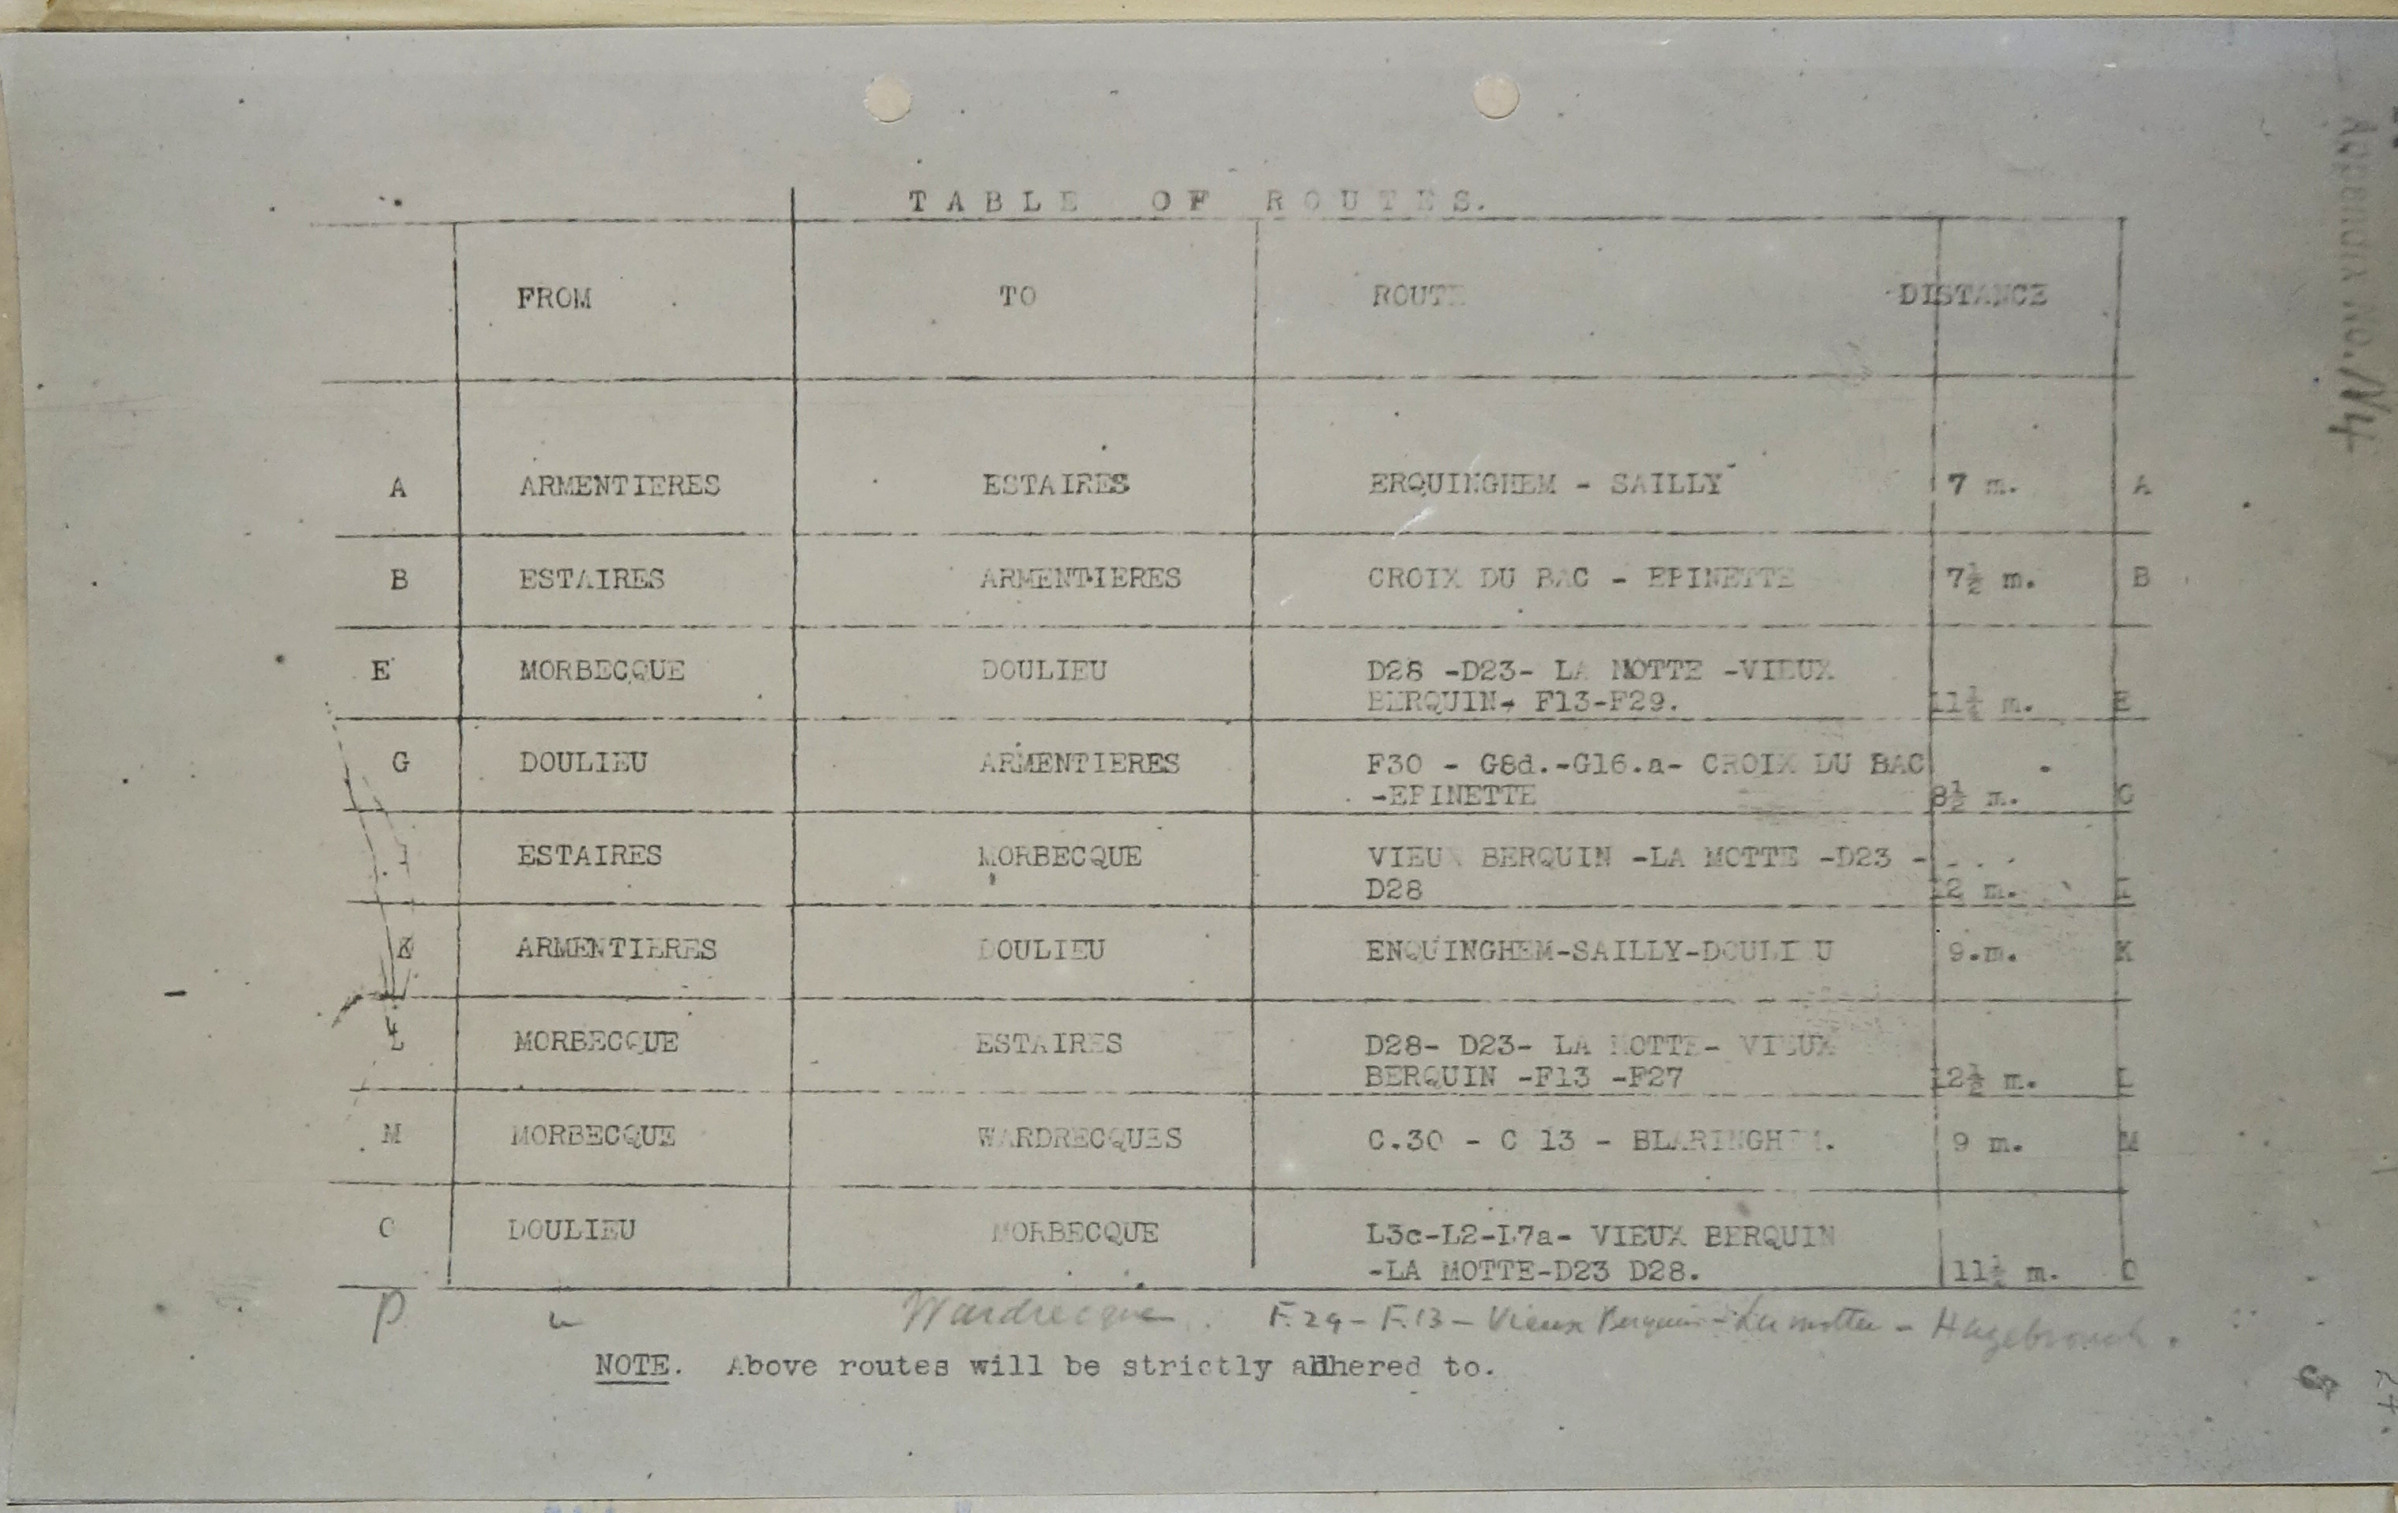 TABLE OF ROUTES.
FROM TO ROUTE DISTANCE
A ARMENTIERES ESTAIRES ERQUINGHEM - SAILLY 7 m. A
B ESTAIRES ARMENTIERES CROIX DU BAC - EPINETTE 7½ m. B
E MORBECQUE DOULIEU D28 -D23- LA MOTTE -VIEUX
BERQUIN- F13-F29. m. E
G DOULIEU ARMENTIERES F30 - G8d.-G16.a- CROIX DU BAC
-EPINETTE 8½ m. G
I ESTAIRES MORBECQUE VIEUX BERQUIN -LA MOTTE -D23 -
D28 12 m. I
K ARMENTIERES DOULIEU ENQUINGHEM-SAILLY-DOULIEU 9.m. K
L MORBECQUE ESTAIRES D28- D23- LA MOTTE- VIEUX
BERQUIN -F13 -F27 12½ m. L
M MORBECQUE WARDRECQUES C.30 - C 13 - BLARINGHEM. 9 m. M
O DOULIEU MORBECQUE L3c-L2-L7a- VIEUX BERQUIN
-LA MOTTE-D23 D28. 11½ m. O
P " Wardrecque F.29 - F.13 - Vieux Berquin - La motte - Hazebrouck.
NOTE. Above routes will be strictly adhered to.
Appendix No.